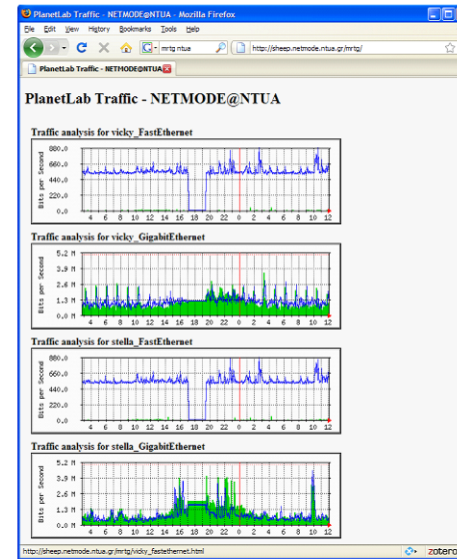 PlanetLab Traffic - NETMODE@NTUA - Mozilla Firefox
File Edit View History Bookmarks Tools Help
mrtg ntua http://sheep.netmode.ntua.gr/mrtg/
PlanetLab Traffic - NETMODE@NTUA
PlanetLab Traffic - NETMODE@NTUA
Traffic analysis for vicky_FastEthernet
Bits per Second
880.0
660.0
440.0
220.0
0.0
4 6 8 10 12 14 16 18 20 22 0 2 4 6 8 10 12
Traffic analysis for vicky_GigabitEthernet
Bits per Second
5.2 M
3.9 M
2.6 M
1.3 M
0.0 M
4 6 8 10 12 14 16 18 20 22 0 2 4 6 8 10 12
Traffic analysis for stella_FastEthernet
Bits per Second
880.0
660.0
440.0
220.0
0.0
4 6 8 10 12 14 16 18 20 22 0 2 4 6 8 10 12
Traffic analysis for stella_GigabitEthernet
Bits per Second
5.2 M
3.9 M
2.6 M
1.3 M
0.0 M
4 6 8 10 12 14 16 18 20 22 0 2 4 6 8 10 12
http://sheep.netmode.ntua.gr/mrtg/vicky_fastethernet.html zotero